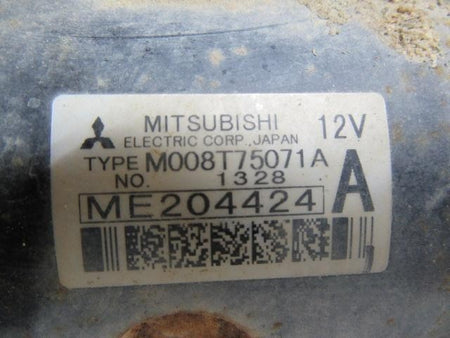 MITSUBISHI 12V
ELECTRIC CORP., JAPAN
TYPE M008T75071A
NO. 1328
ME204424 A